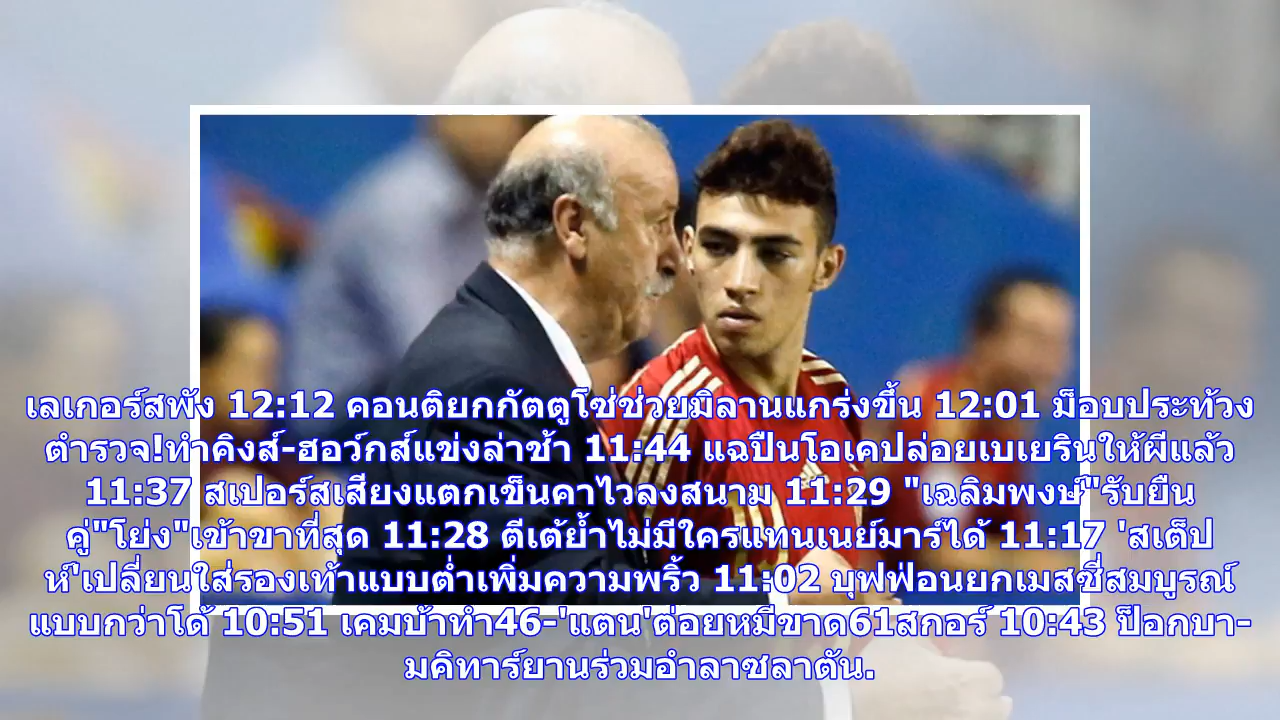 เลเกอร์สพัง 12:12 คอนติยกกัตตูโซ่ช่วยมิลานแกร่งขึ้น 12:01 ม็อบประท้วง
ตำรวจ!ทำคิงส์-ฮอว์กส์แข่งล่าช้า 11:44 แฉปืนโอเคปล่อยเบเยรินให้ผีแล้ว
11:37 สเปอร์สเสียงแตกเข็นคาไวลงสนาม 11:29 "เฉลิมพงษ์"รับยืน
คู่"โย่ง"เข้าขาที่สุด 11:28 ตีเต้ย้ำไม่มีใครแทนเนย์มาร์ได้ 11:17 'สเต็ป
ห์'เปลี่ยนใส่รองเท้าแบบต่ำเพิ่มความพริ้ว 11:02 บุฟฟ่อนยกเมสซี่สมบูรณ์
แบบกว่าโด้ 10:51 เคมบ้าทำ46-'แตน'ต่อยหมีขาด61สกอร์ 10:43 ป็อกบา-
มคิทาร์ยานร่วมอำลาซลาตัน.